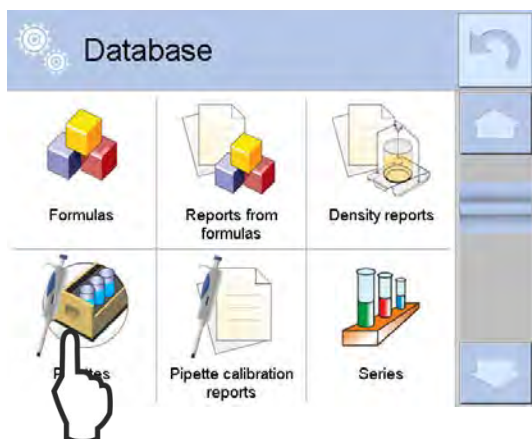 Database
Formulas
Reports from
formulas
Density reports
Pipette calibration
reports
Series